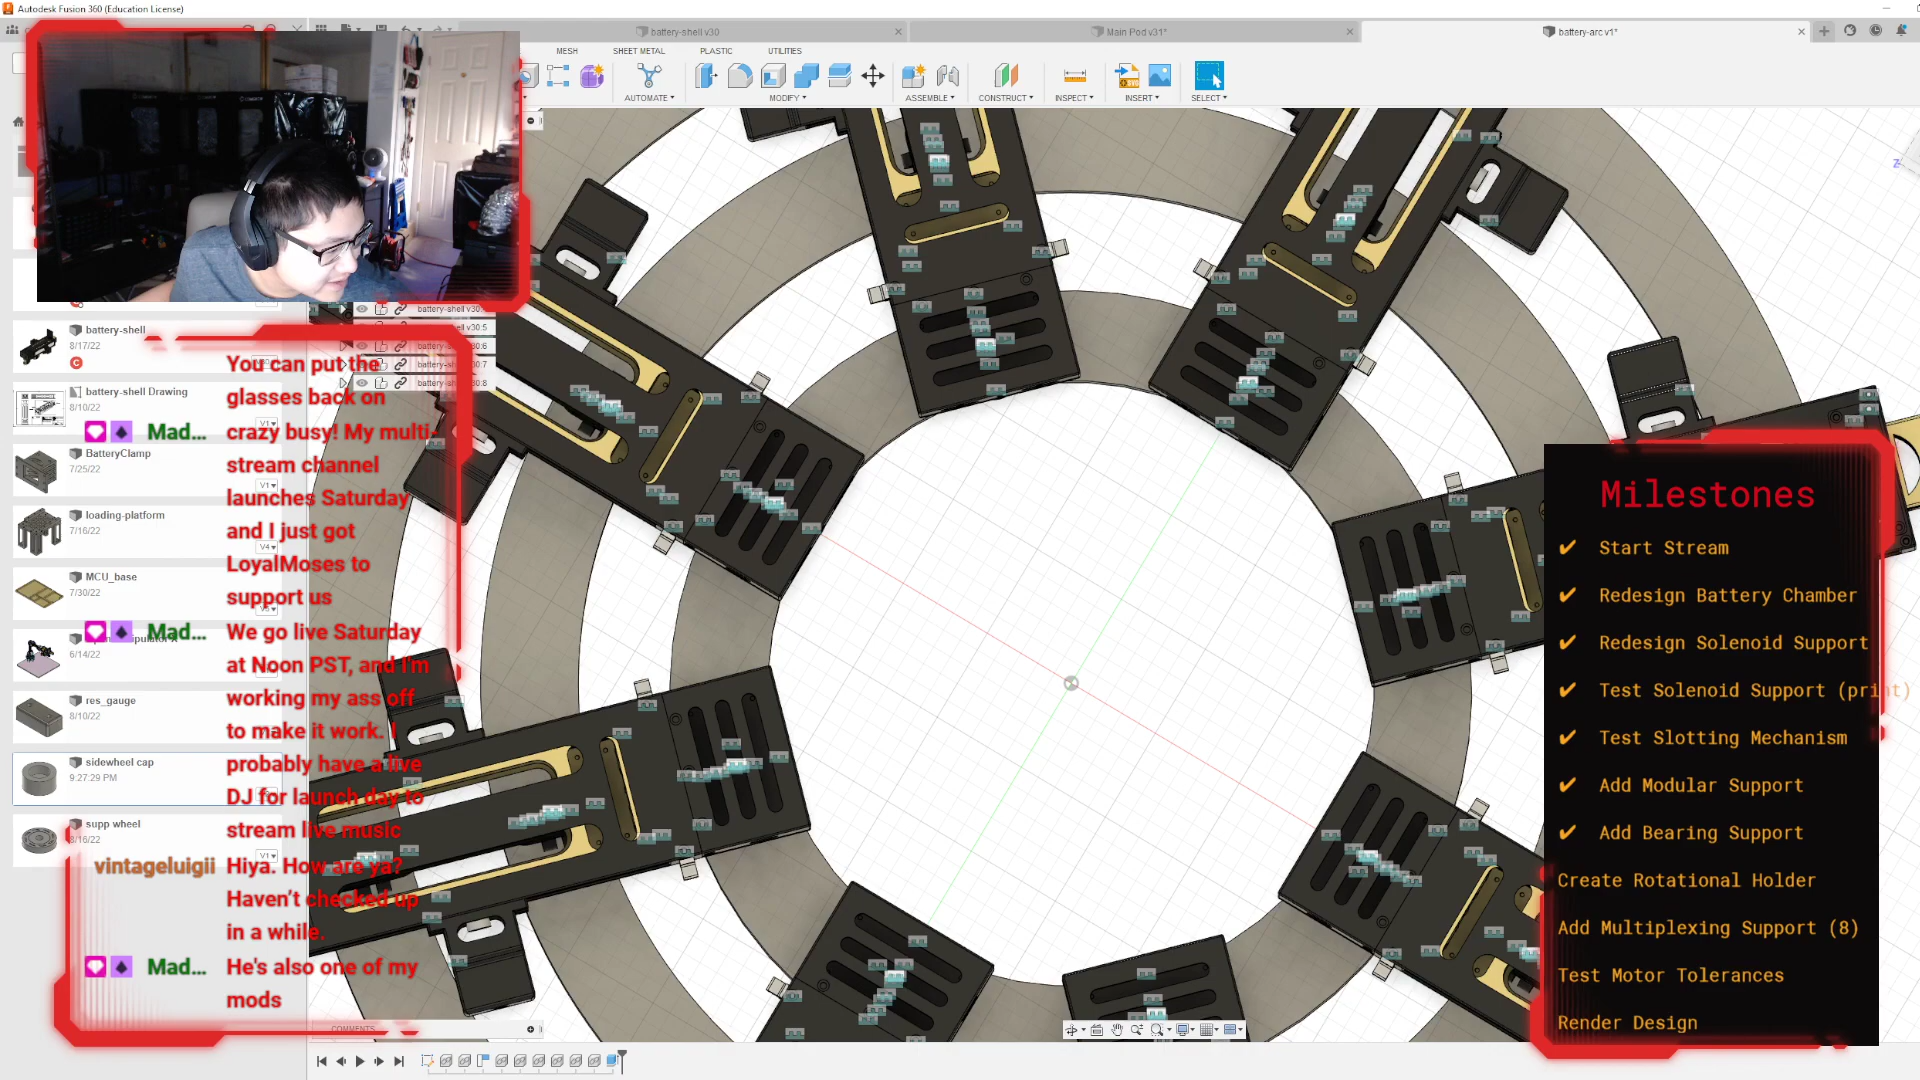 Autodesk Fusion 360 (Education License)
battery-shell v30
Main Pod v31*
battery-arc v1*
MESH
SHEET METAL
PLASTIC
UTILITIES
AUTOMATE
MODIFY
ASSEMBLE
CONSTRUCT
INSPECT
INSERT
SELECT
Z
battery-shell
8/17/22
battery-shell Drawing
8/10/22
BatteryClamp
7/25/22
V1
loading-platform
7/16/22
V4
MCU_base
7/30/22
6/14/22
res_gauge
8/10/22
sidewheel cap
9:27:29 PM
supp wheel
8/16/22
V1
You can put the
glasses back on
Mad... crazy busy! My multi-
stream channel
launches Saturday
and I just got
LoyalMoses to
support us
Mad... We go live Saturday
at Noon PST, and I'm
working my ass off
to make it work. I
probably have a live
DJ for launch day to
stream live music
vintageluigii Hiya. How are ya?
Haven't checked up
in a while.
Mad... He's also one of my
mods
COMMENTS
Milestones
✔ Start Stream
✔ Redesign Battery Chamber
✔ Redesign Solenoid Support
✔ Test Solenoid Support (print)
✔ Test Slotting Mechanism
✔ Add Modular Support
✔ Add Bearing Support
Create Rotational Holder
Add Multiplexing Support (8)
Test Motor Tolerances
Render Design